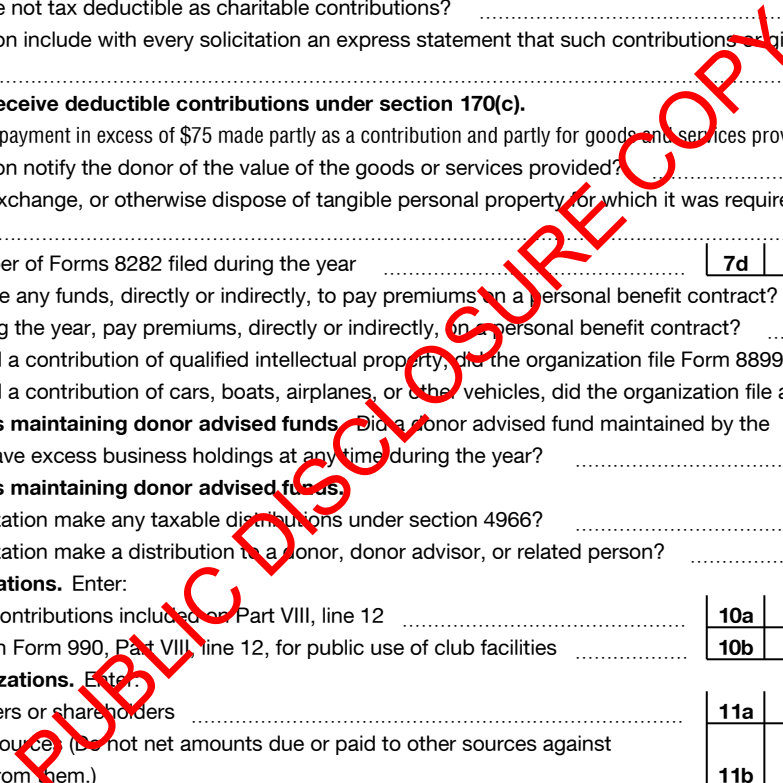 e not tax deductible as charitable contributions?
on include with every solicitation an express statement that such contributions or gi
eceive deductible contributions under section 170(c).
payment in excess of $75 made partly as a contribution and partly for goods and services prov
on notify the donor of the value of the goods or services provided?
xchange, or otherwise dispose of tangible personal property for which it was require
er of Forms 8282 filed during the year 7d
e any funds, directly or indirectly, to pay premiums on a personal benefit contract?
g the year, pay premiums, directly or indirectly, on a personal benefit contract?
a contribution of qualified intellectual property, did the organization file Form 8899
a contribution of cars, boats, airplanes, or other vehicles, did the organization file a
s maintaining donor advised funds. Did a donor advised fund maintained by the
ave excess business holdings at any time during the year?
s maintaining donor advised funds.
zation make any taxable distributions under section 4966?
zation make a distribution to a donor, donor advisor, or related person?
ations. Enter:
ontributions included on Part VIII, line 12 10a
n Form 990, Part VIII, line 12, for public use of club facilities 10b
zations. Enter:
ers or shareholders 11a
ources (Do not net amounts due or paid to other sources against
rom them.) 11b
PUBLIC DISCLOSURE COPY